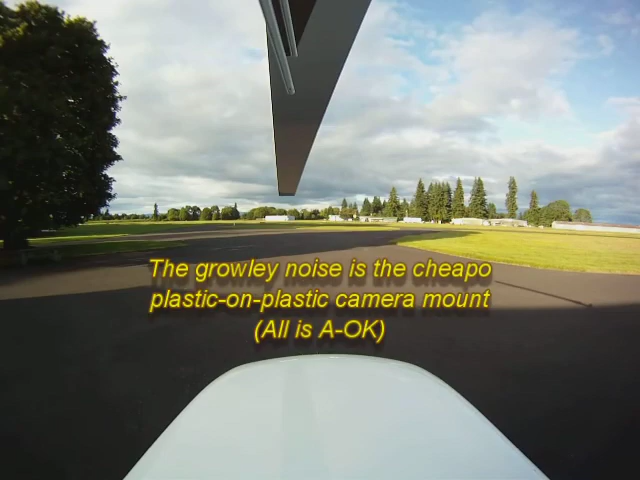 The growley noise is the cheapo
plastic-on-plastic camera mount
(All is A-OK)